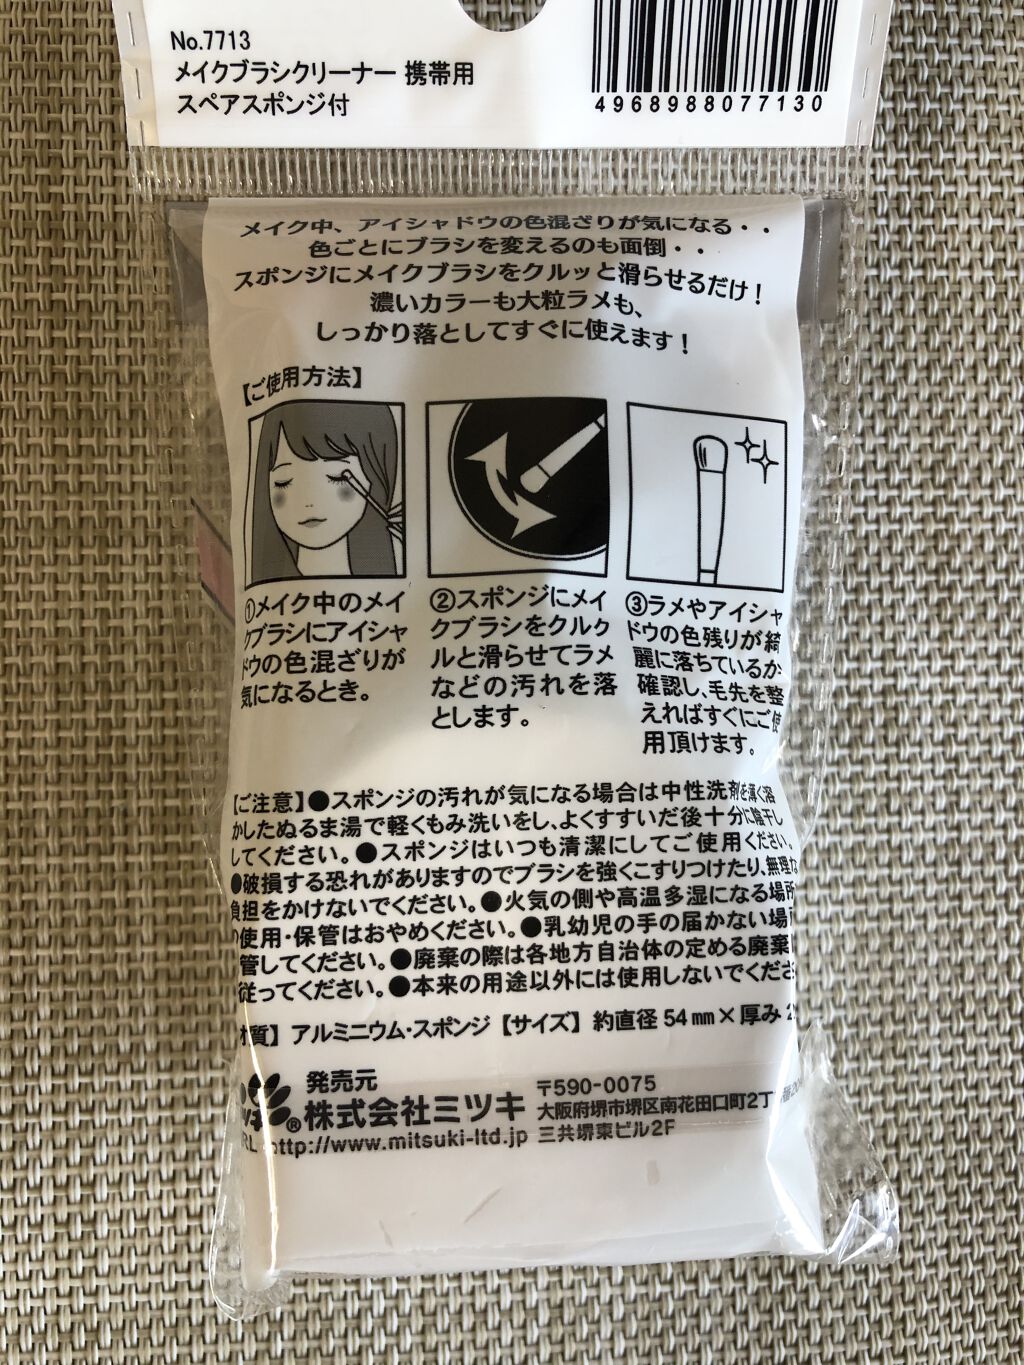 No.7713
メイクブラシクリーナー 携帯用
スペアスポンジ付
4968988077130
メイク中、アイシャドウの色混ざりが気になる・・
色ごとにブラシを変えるのも面倒・・
スポンジにメイクブラシをクルッと滑らせるだけ！
濃いカラーも大粒ラメも、
しっかり落としてすぐに使えます！
【ご使用方法】
①メイク中のメイ
クブラシにアイシャ
ドウの色混ざりが
気になるとき。
②スポンジにメイ
クブラシをクルク
ルと滑らせてラメ
などの汚れを落
とします。
③ラメやアイシャ
ドウの色残りが綺
麗に落ちているか
確認し、毛先を整
えればすぐにご使
用頂けます。
【ご注意】●スポンジの汚れが気になる場合は中性洗剤を薄く溶
かしたぬるま湯で軽くもみ洗いをし、よくすすいだ後十分に陰干し
してください。●スポンジはいつも清潔にしてご使用ください。
●破損する恐れがありますのでブラシを強くこすりつけたり、無理な
負担をかけないでください。●火気の側や高温多湿になる場所
の使用・保管はおやめください。●乳幼児の手の届かない場所
管してください。●廃棄の際は各地方自治体の定める廃棄
従ってください。●本来の用途以外には使用しないでくださ
材質】アルミニウム・スポンジ【サイズ】約直径54mm×厚み2
発売元
ツキ®株式会社ミツキ
〒590-0075
大阪府堺市堺区南花田口町2丁
三共堺東ビル2F
RL http://www.mitsuki-ltd.jp